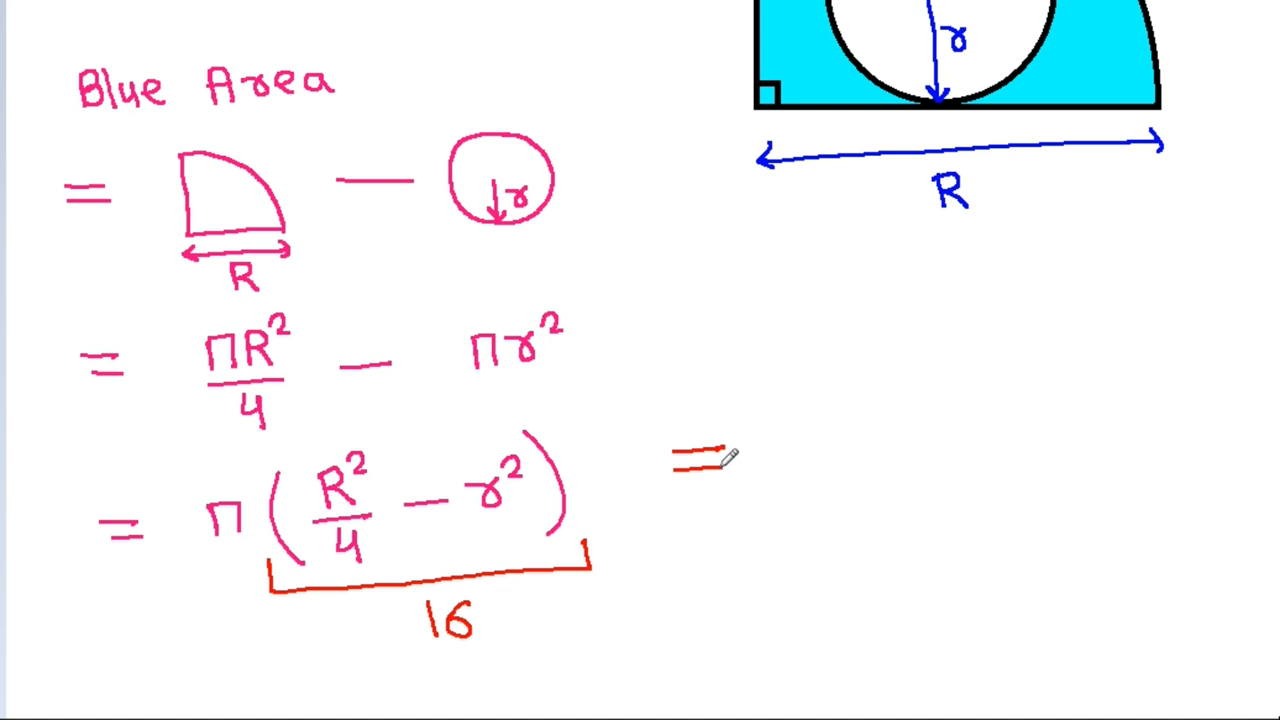 Blue Area
= — r
R
= ΠR²/4 — Πr²
= Π(R²/4 — r²) =
16
r
R